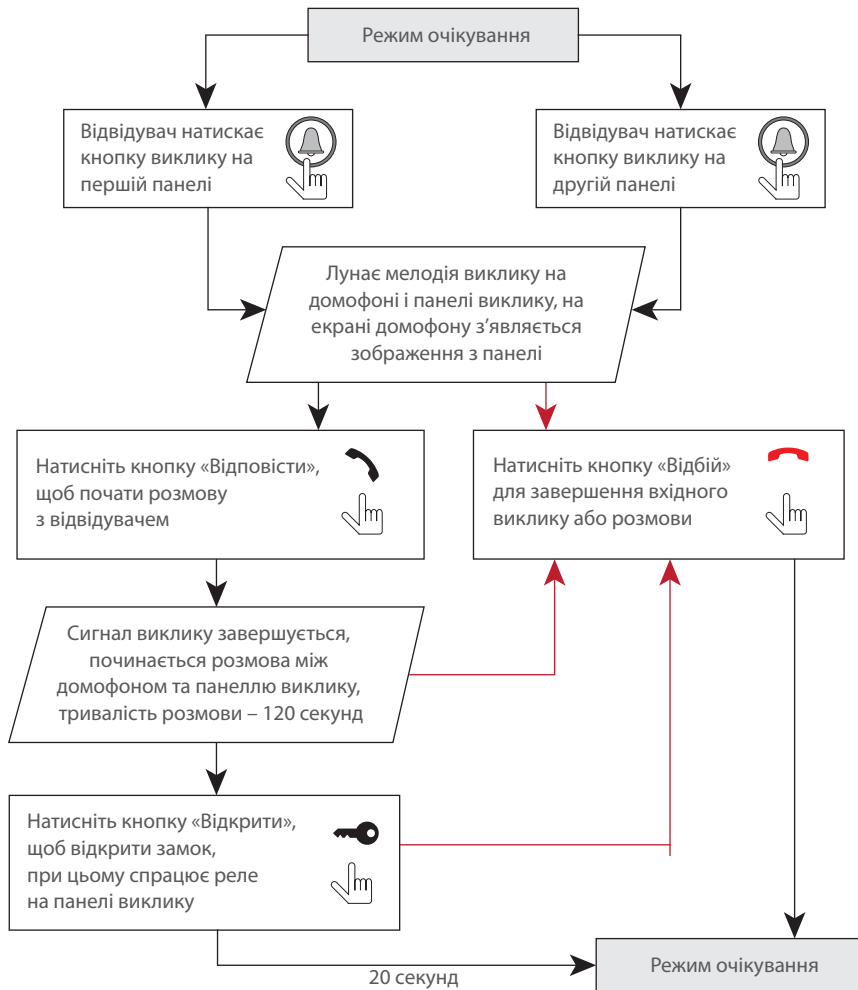 Режим очікування
Відвідувач натискає
кнопку виклику на
першій панелі
Відвідувач натискає
кнопку виклику на
другій панелі
Лунає мелодія виклику на
домофоні і панелі виклику, на
екрані домофону з’являється
зображення з панелі
Натисніть кнопку «Відповісти»,
щоб почати розмову
з відвідувачем
Натисніть кнопку «Відбій»
для завершення вхідного
виклику або розмови
Сигнал виклику завершується,
починається розмова між
домофоном та панеллю виклику,
тривалість розмови – 120 секунд
Натисніть кнопку «Відкрити»,
щоб відкрити замок,
при цьому спрацює реле
на панелі виклику
20 секунд
Режим очікування